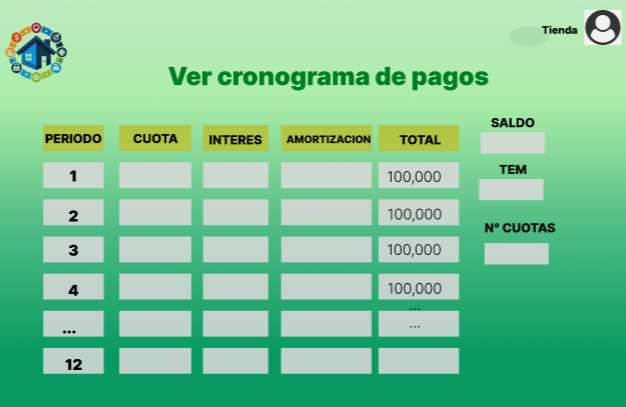 Tienda
Ver cronograma de pagos
SALDO
PERIODO CUOTA INTERES AMORTIZACION TOTAL
TEM
1 100,000
2 100,000
N° CUOTAS
3 100,000
4 100,000
...
... ...
12